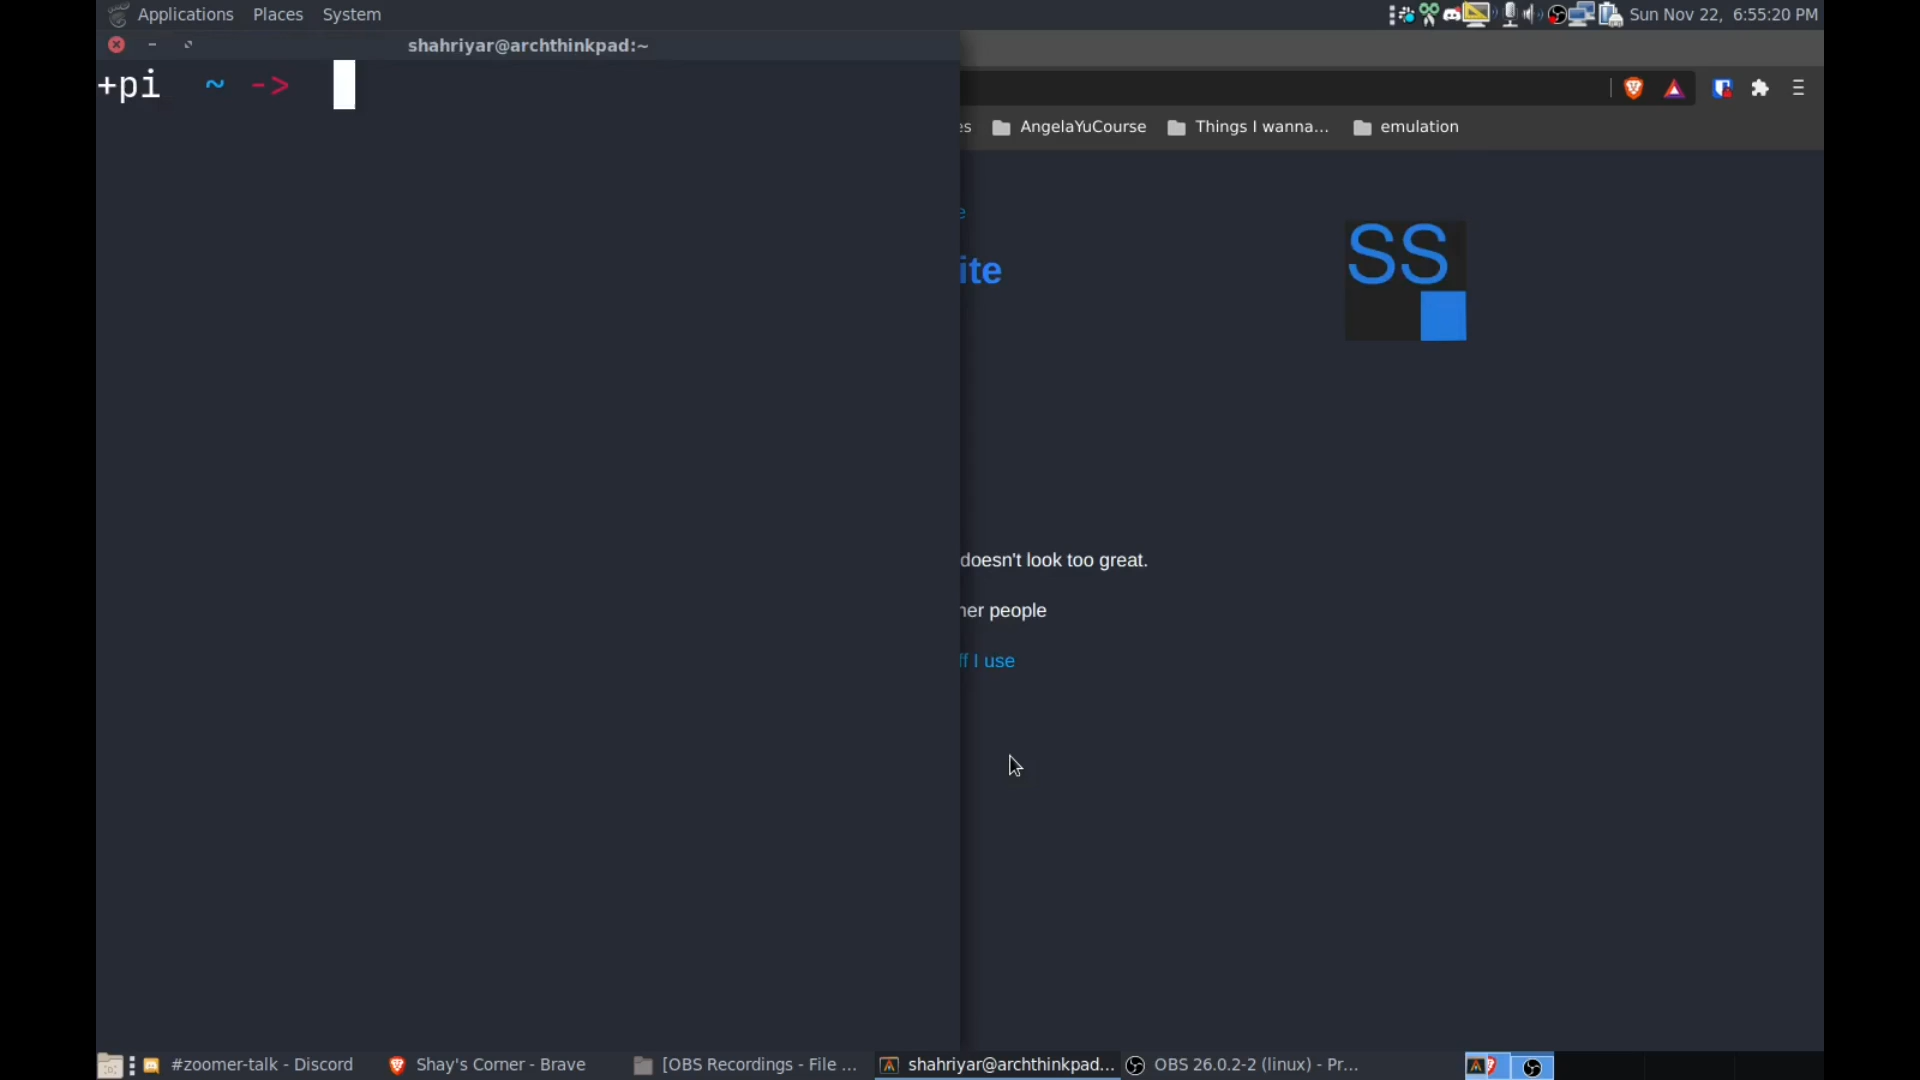 Applications Places System
Sun Nov 22, 6:55:20 PM
shahriyar@archthinkpad:~
+pi ~ ->
es AngelaYuCourse Things I wanna... emulation
e
ite
SS
doesn't look too great.
her people
ff I use
#zoomer-talk - Discord
Shay's Corner - Brave
[OBS Recordings - File ...
shahriyar@archthinkpad...
OBS 26.0.2-2 (linux) - Pr...